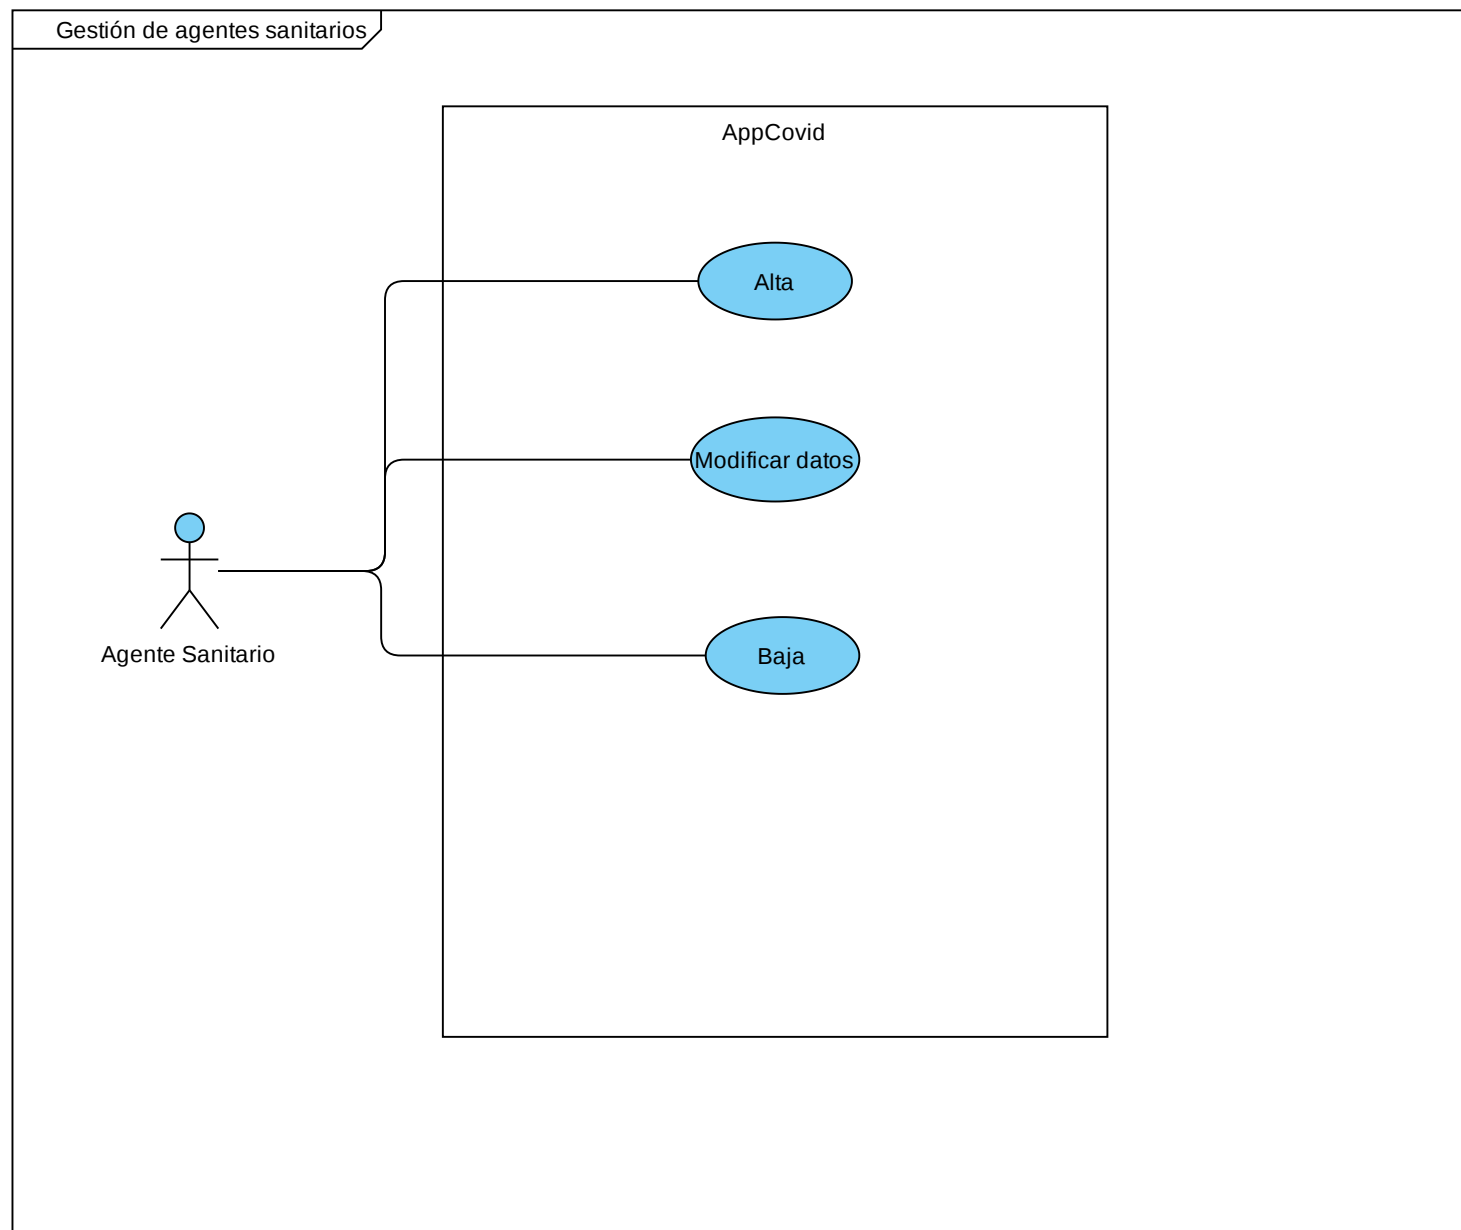 Gestión de agentes sanitarios
AppCovid
Alta
Modificar datos
Baja
Agente Sanitario